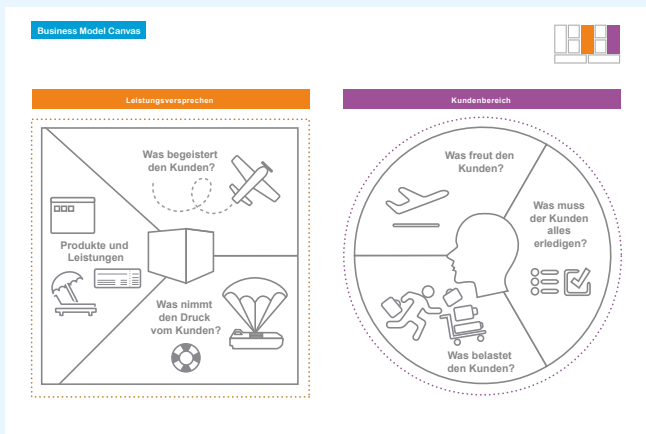 Business Model Canvas
Leistungsversprechen
Kundenbereich
Was begeistert
den Kunden?
Produkte und
Leistungen
Was nimmt
den Druck
vom Kunden?
Was freut den
Kunden?
Was muss
der Kunden
alles
erledigen?
Was belastet
den Kunden?